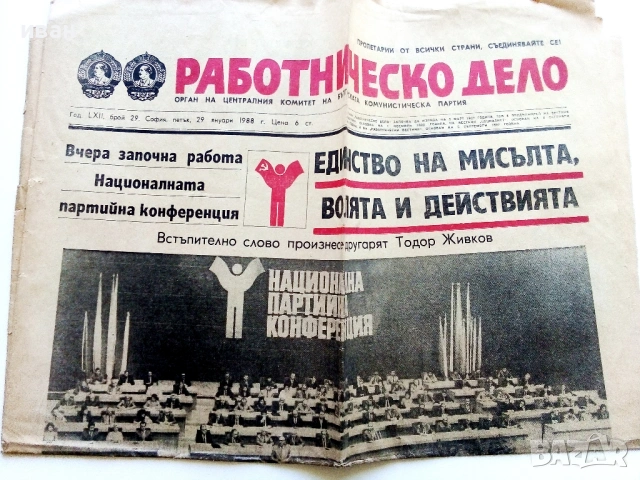 иван
ПРОЛЕТАРИИ ОТ ВСИЧКИ СТРАНИ, СЪЕДИНЯВАЙТЕ СЕ!
РАБОТНИЧЕСКО ДЕЛО
ОРГАН НА ЦЕНТРАЛНИЯ КОМИТЕТ НА БЪЛГАРСКАТА КОМУНИСТИЧЕСКА ПАРТИЯ
Год. LXII, брой 29. София, петък, 29 януари 1988 г. Цена 6 ст.
Вчера започна работа
Националната
партийна конференция
ЕДИНСТВО НА МИСЪЛТА,
ВОЛЯТА И ДЕЙСТВИЯТА
Встъпително слово произнесе другарят Тодор Живков
НАЦИОНАЛНА
ПАРТИЙНА
КОНФЕРЕНЦИЯ
BAZAR